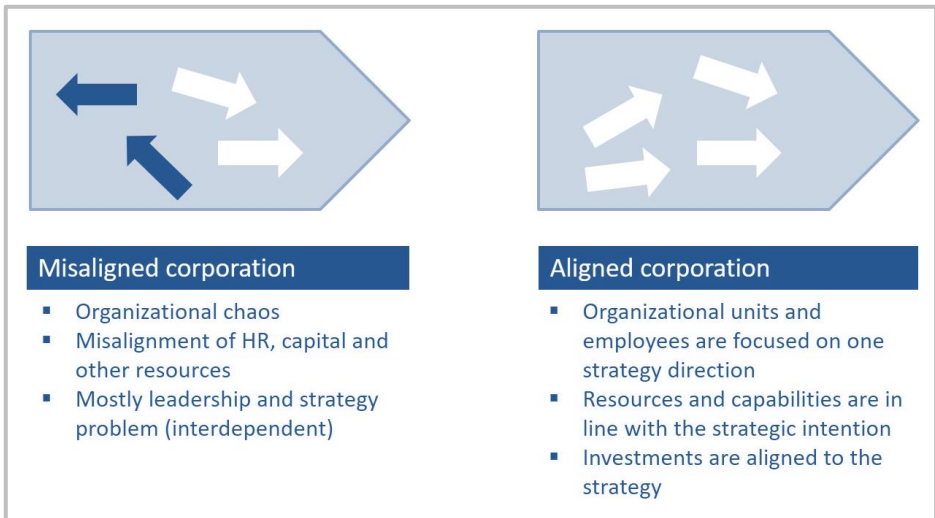 Misaligned corporation
▪ Organizational chaos
▪ Misalignment of HR, capital and
other resources
▪ Mostly leadership and strategy
problem (interdependent)
Aligned corporation
▪ Organizational units and
employees are focused on one
strategy direction
▪ Resources and capabilities are in
line with the strategic intention
▪ Investments are aligned to the
strategy